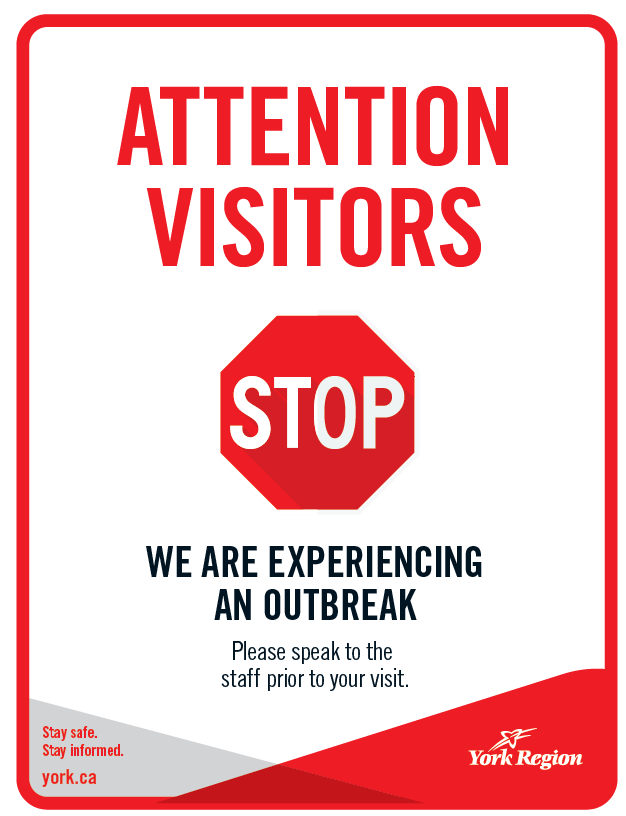 ATTENTION
VISITORS
STOP
WE ARE EXPERIENCING
AN OUTBREAK
Please speak to the
staff prior to your visit.
Stay safe.
Stay informed.
york.ca
York Region